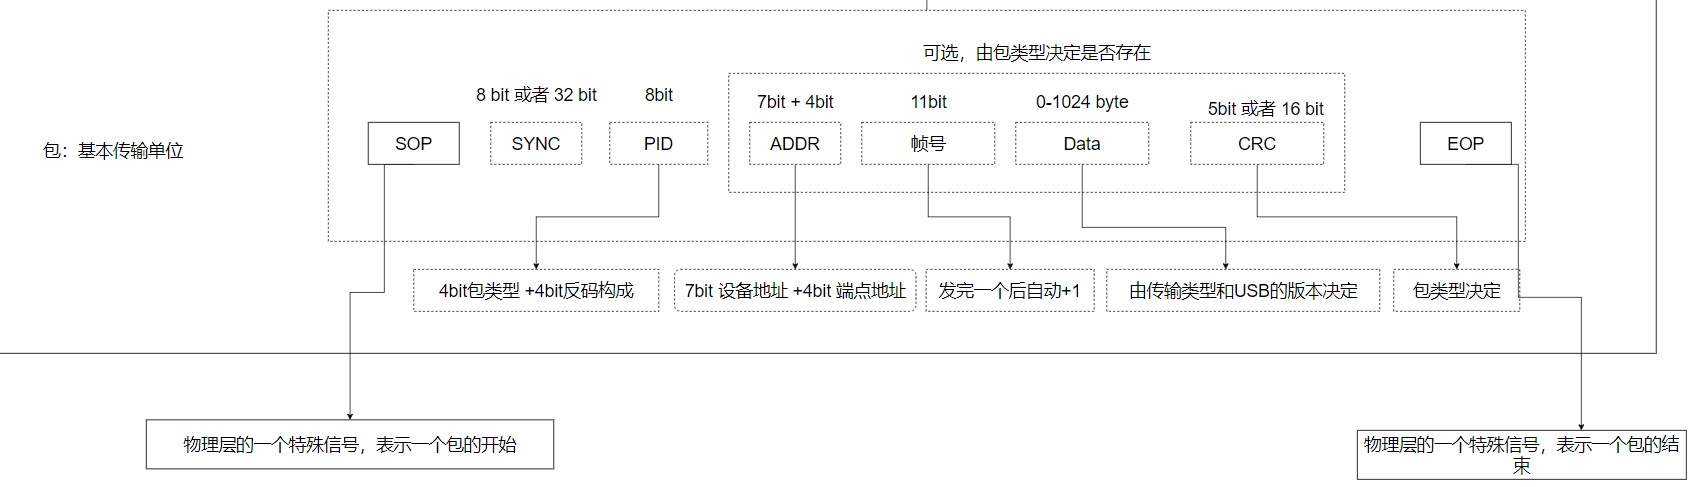 可选，由包类型决定是否存在
8 bit 或者 32 bit
8bit
7bit + 4bit
11bit
0-1024 byte
5bit 或者 16 bit
包：基本传输单位
SOP
SYNC
PID
ADDR
帧号
Data
CRC
EOP
4bit包类型 +4bit反码构成
7bit 设备地址 +4bit 端点地址
发完一个后自动+1
由传输类型和USB的版本决定
包类型决定
物理层的一个特殊信号，表示一个包的开始
物理层的一个特殊信号，表示一个包的结
束